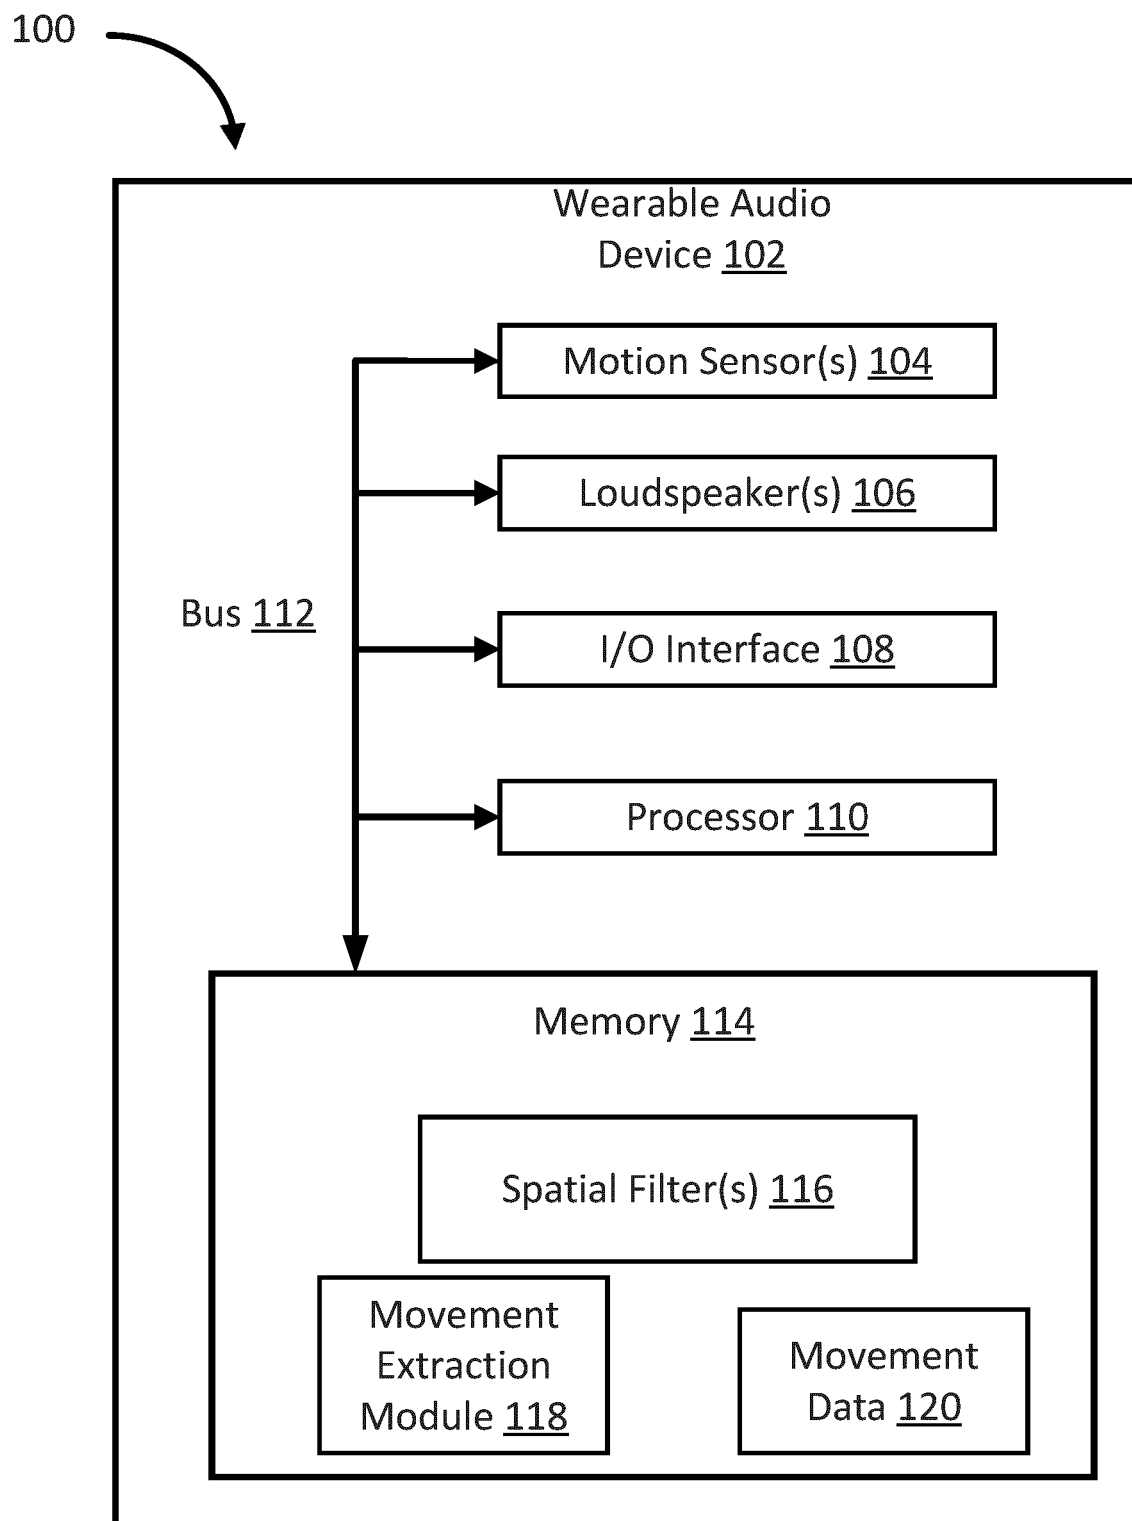 100
Wearable Audio
Device 102
Motion Sensor(s) 104
Loudspeaker(s) 106
Bus 112
I/O Interface 108
Processor 110
Memory 114
Spatial Filter(s) 116
Movement
Extraction
Module 118
Movement
Data 120